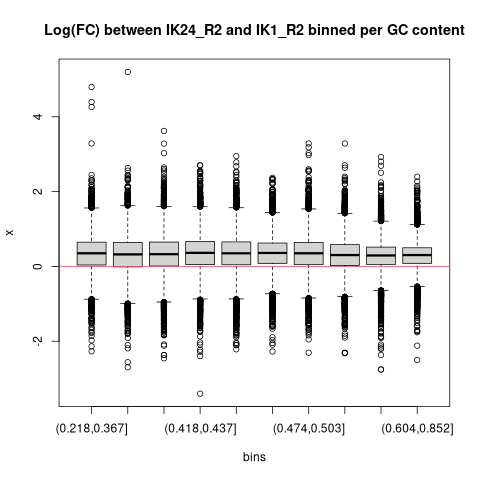 Log(FC) between IK24_R2 and IK1_R2 binned per GC content
4
2
0
-2
x
(0.218,0.367]
(0.418,0.437]
(0.474,0.503]
(0.604,0.852]
bins